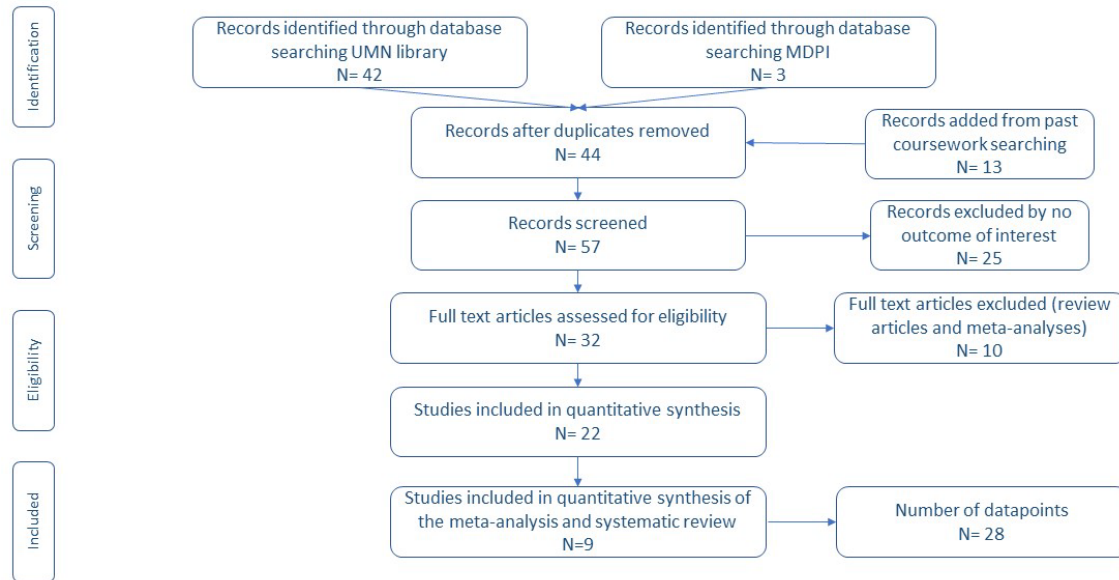 Identification
Records identified through database
searching UMN library
N= 42
Records identified through database
searching MDPI
N= 3
Records after duplicates removed
N= 44
Records added from past
coursework searching
N= 13
Screening
Records screened
N= 57
Records excluded by no
outcome of interest
N= 25
Eligibility
Full text articles assessed for eligibility
N= 32
Full text articles excluded (review
articles and meta-analyses)
N= 10
Studies included in quantitative synthesis
N= 22
Included
Studies included in quantitative synthesis of
the meta-analysis and systematic review
N=9
Number of datapoints
N= 28